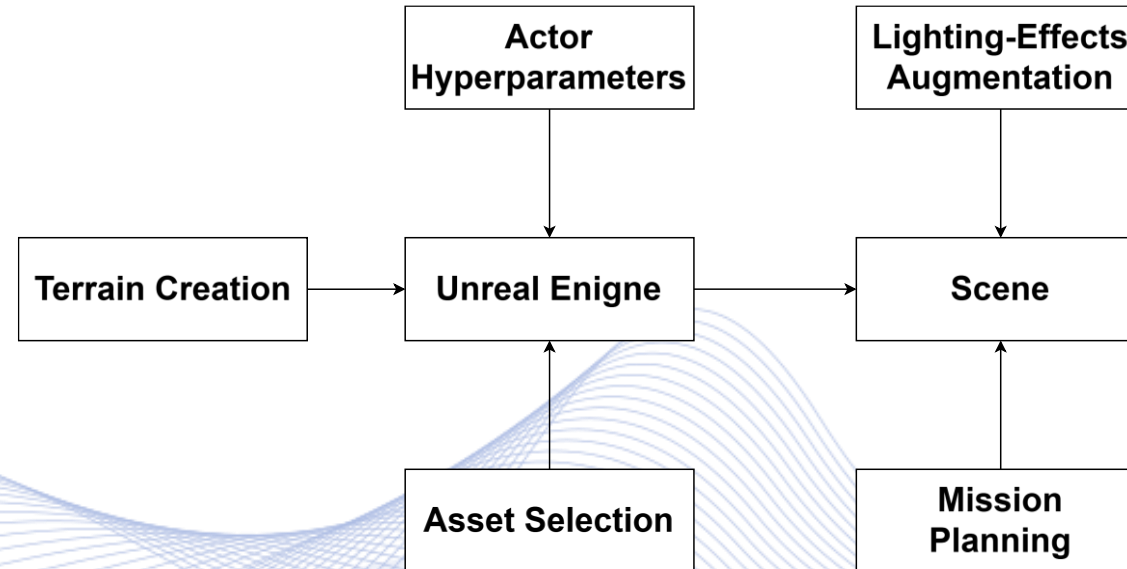 Actor
Hyperparameters
Lighting-Effects
Augmentation
Terrain Creation
Unreal Enigne
Scene
Asset Selection
Mission
Planning